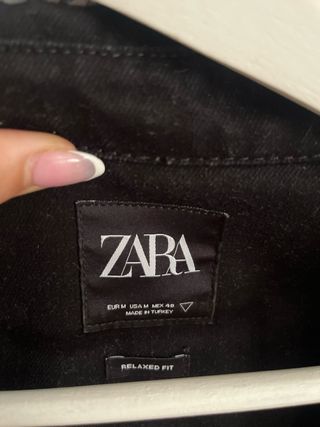 ZARA
EUR M USA M MEX 40
MADE IN TURKEY
RELAXED FIT